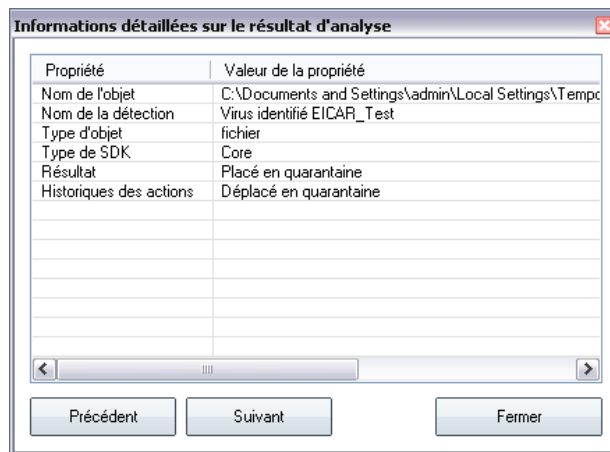 Informations détaillées sur le résultat d'analyse
Propriété Valeur de la propriété
Nom de l'objet C:\Documents and Settings\admin\Local Settings\Tempo
Nom de la détection Virus identifié EICAR_Test
Type d'objet fichier
Type de SDK Core
Résultat Placé en quarantaine
Historiques des actions Déplacé en quarantaine
Précédent Suivant Fermer